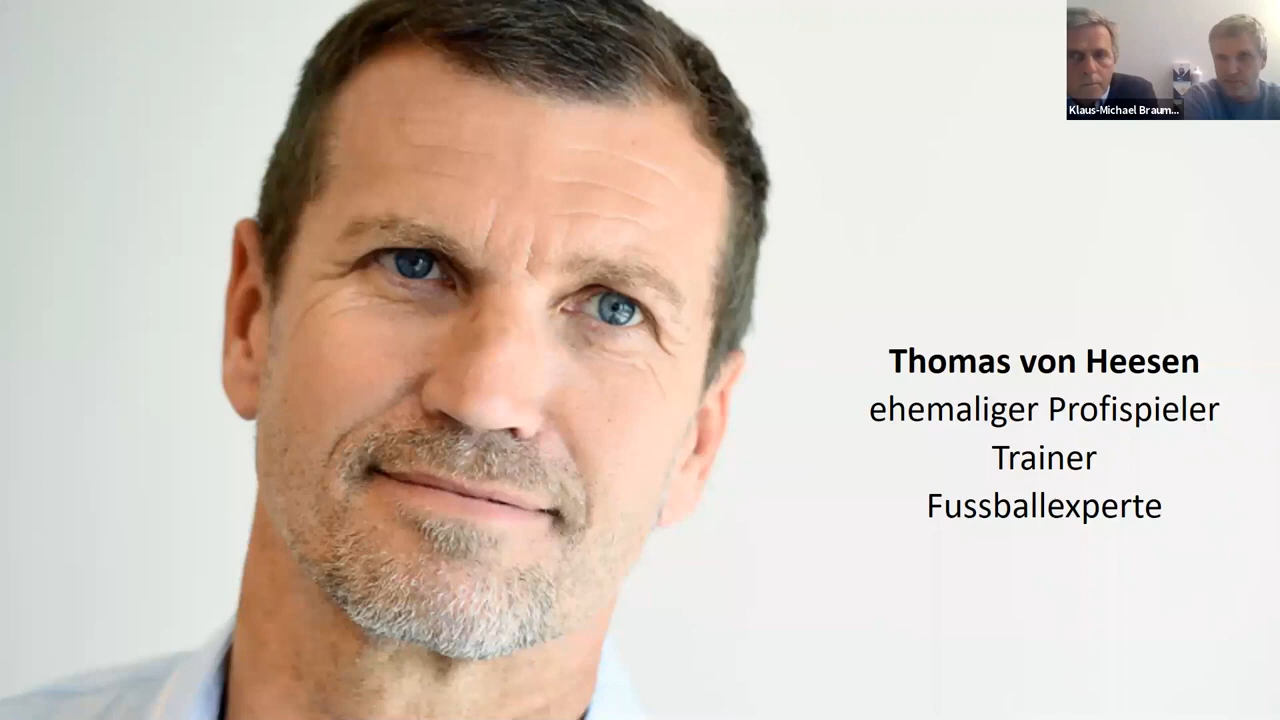 Klaus-Michael Braum...
Thomas von Heesen
ehemaliger Profispieler
Trainer
Fussballexperte